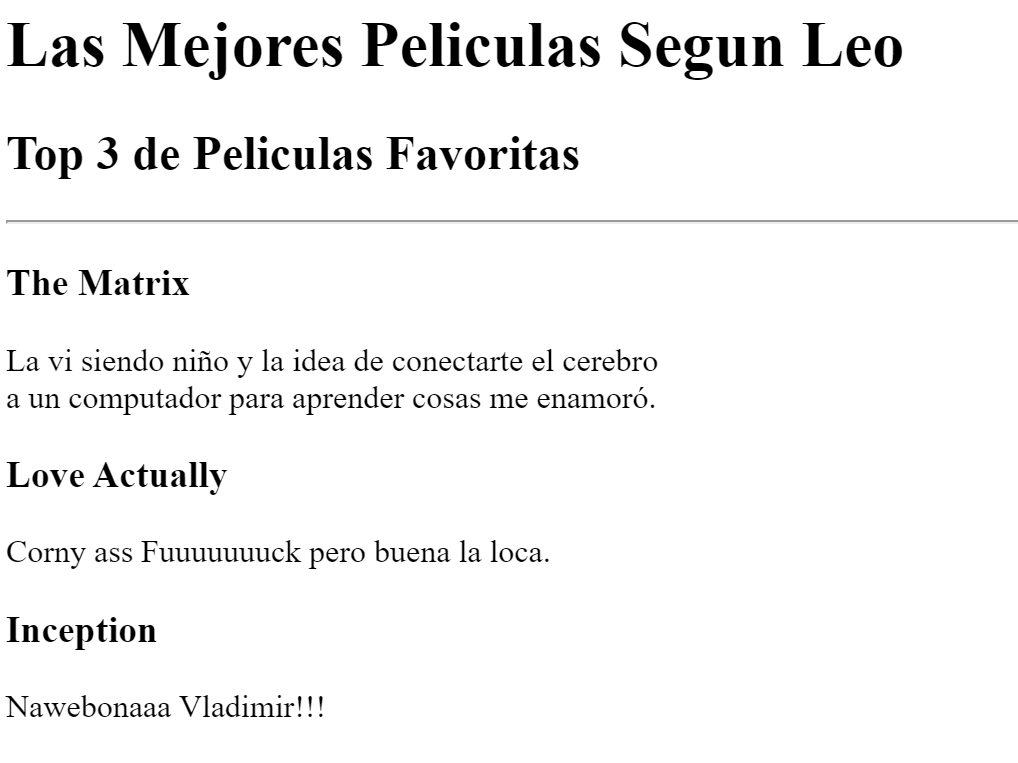 Las Mejores Peliculas Segun Leo
Top 3 de Peliculas Favoritas
The Matrix
La vi siendo niño y la idea de conectarte el cerebro
a un computador para aprender cosas me enamoró.
Love Actually
Corny ass Fuuuuuuuck pero buena la loca.
Inception
Nawebonaaa Vladimir!!!